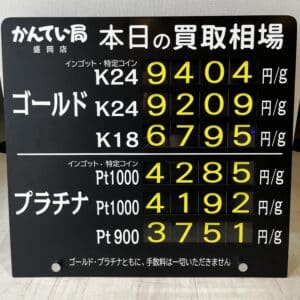 かんてい局 盛岡店 本日の買取相場
インゴット・特定コイン
K24 9404 円/g
ゴールド K24 9209 円/g
K18 6795 円/g
インゴット・特定コイン
Pt1000 4285 円/g
プラチナ Pt1000 4192 円/g
Pt900 3751 円/g
ゴールド・プラチナともに、手数料は一切いただきません